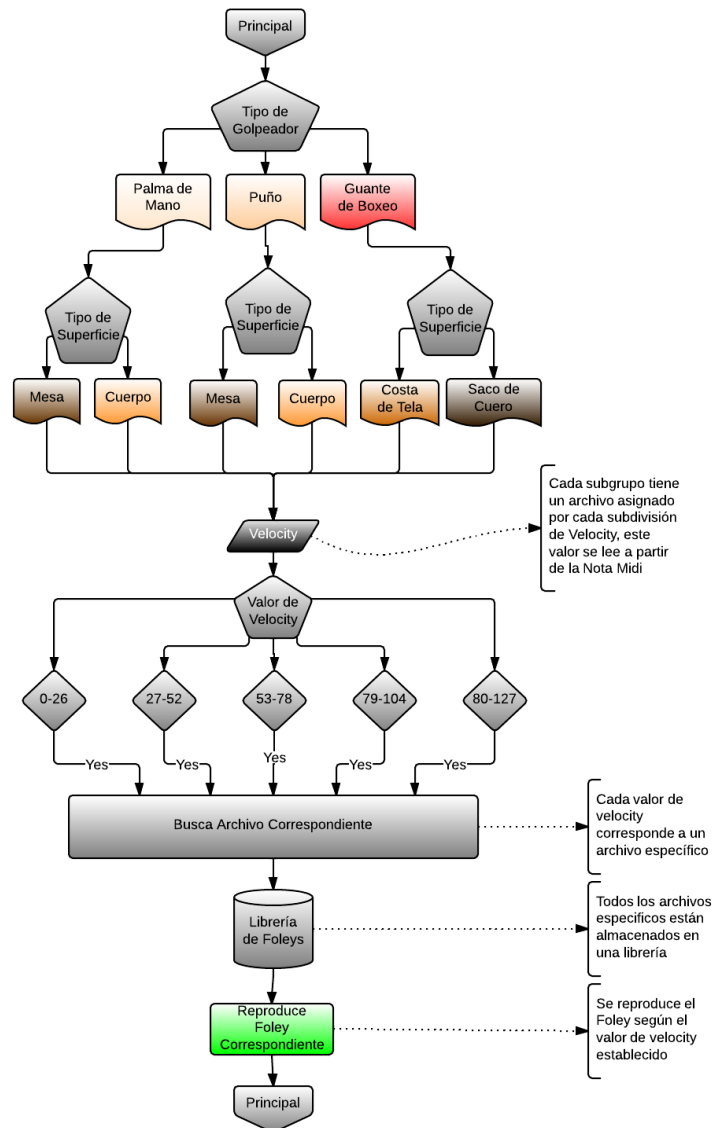 Principal
Tipo de
Golpeador
Palma de
Mano
Puño
Guante
de Boxeo
Tipo de
Superficie
Tipo de
Superficie
Tipo de
Superficie
Mesa
Cuerpo
Mesa
Cuerpo
Costa
de Tela
Saco de
Cuero
Cada subgrupo tiene
un archivo asignado
por cada subdivisión
de Velocity, este
valor se lee a partir
de la Nota Midi
Velocity
Valor de
Velocity
0-26
27-52
53-78
79-104
80-127
Yes
Yes
Yes
Yes
Yes
Busca Archivo Correspondiente
Cada valor de
velocity
corresponde a un
archivo específico
Librería
de Foleys
Todos los archivos
especificos están
almacenados en
una librería
Reproduce
Foley
Correspondiente
Se reproduce el
Foley según el
valor de velocity
establecido
Principal